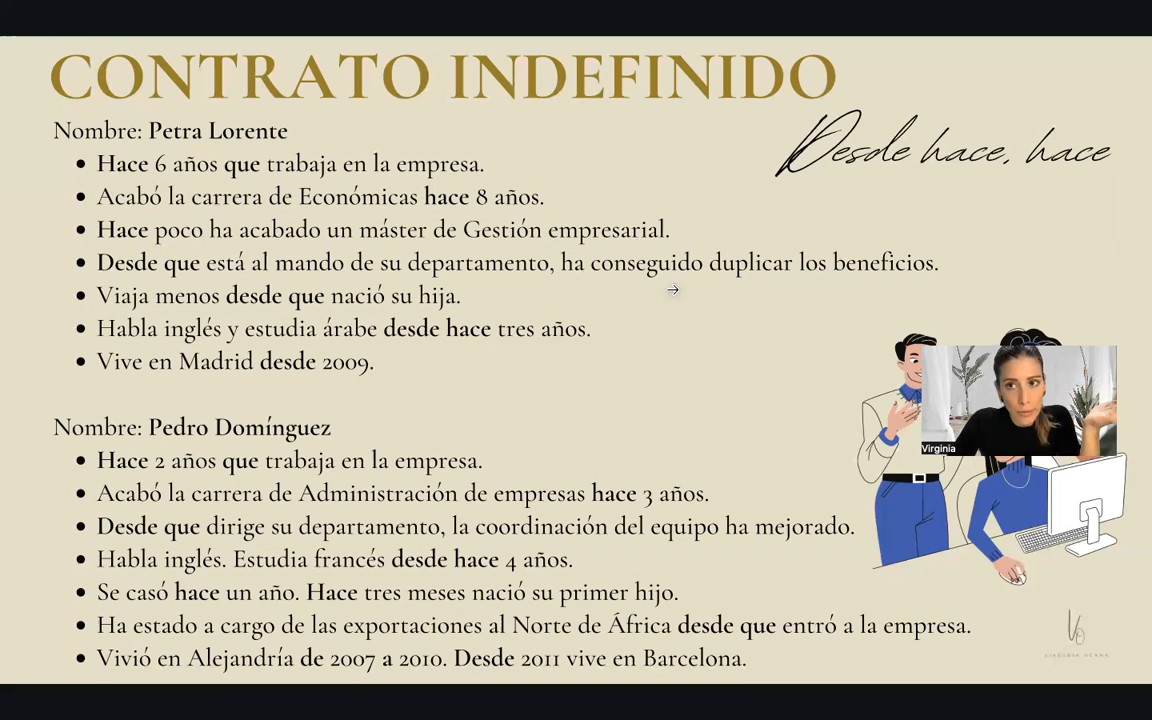 CONTRATO INDEFINIDO
Desde hace, hace
Nombre: Petra Lorente
• Hace 6 años que trabaja en la empresa.
• Acabó la carrera de Económicas hace 8 años.
• Hace poco ha acabado un máster de Gestión empresarial.
• Desde que está al mando de su departamento, ha conseguido duplicar los beneficios.
• Viaja menos desde que nació su hija.
• Habla inglés y estudia árabe desde hace tres años.
• Vive en Madrid desde 2009.
Virginia
Nombre: Pedro Domínguez
• Hace 2 años que trabaja en la empresa.
• Acabó la carrera de Administración de empresas hace 3 años.
• Desde que dirige su departamento, la coordinación del equipo ha mejorado.
• Habla inglés. Estudia francés desde hace 4 años.
• Se casó hace un año. Hace tres meses nació su primer hijo.
• Ha estado a cargo de las exportaciones al Norte de África desde que entró a la empresa.
• Vivió en Alejandría de 2007 a 2010. Desde 2011 vive en Barcelona.